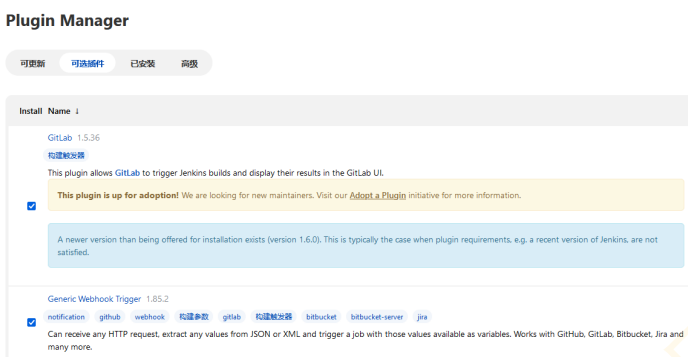 Plugin Manager
可更新 可选插件 已安装 高级
Install Name ↓
GitLab 1.5.36
构建触发器
This plugin allows GitLab to trigger Jenkins builds and display their results in the GitLab UI.
This plugin is up for adoption! We are looking for new maintainers. Visit our Adopt a Plugin initiative for more information.
A newer version than being offered for installation exists (version 1.6.0). This is typically the case when plugin requirements, e.g. a recent version of Jenkins, are not
satisfied.
Generic Webhook Trigger 1.85.2
notification github webhook 构建参数 gitlab 构建触发器 bitbucket bitbucket-server jira
Can receive any HTTP request, extract any values from JSON or XML and trigger a job with those values available as variables. Works with GitHub, GitLab, Bitbucket, Jira and
many more.